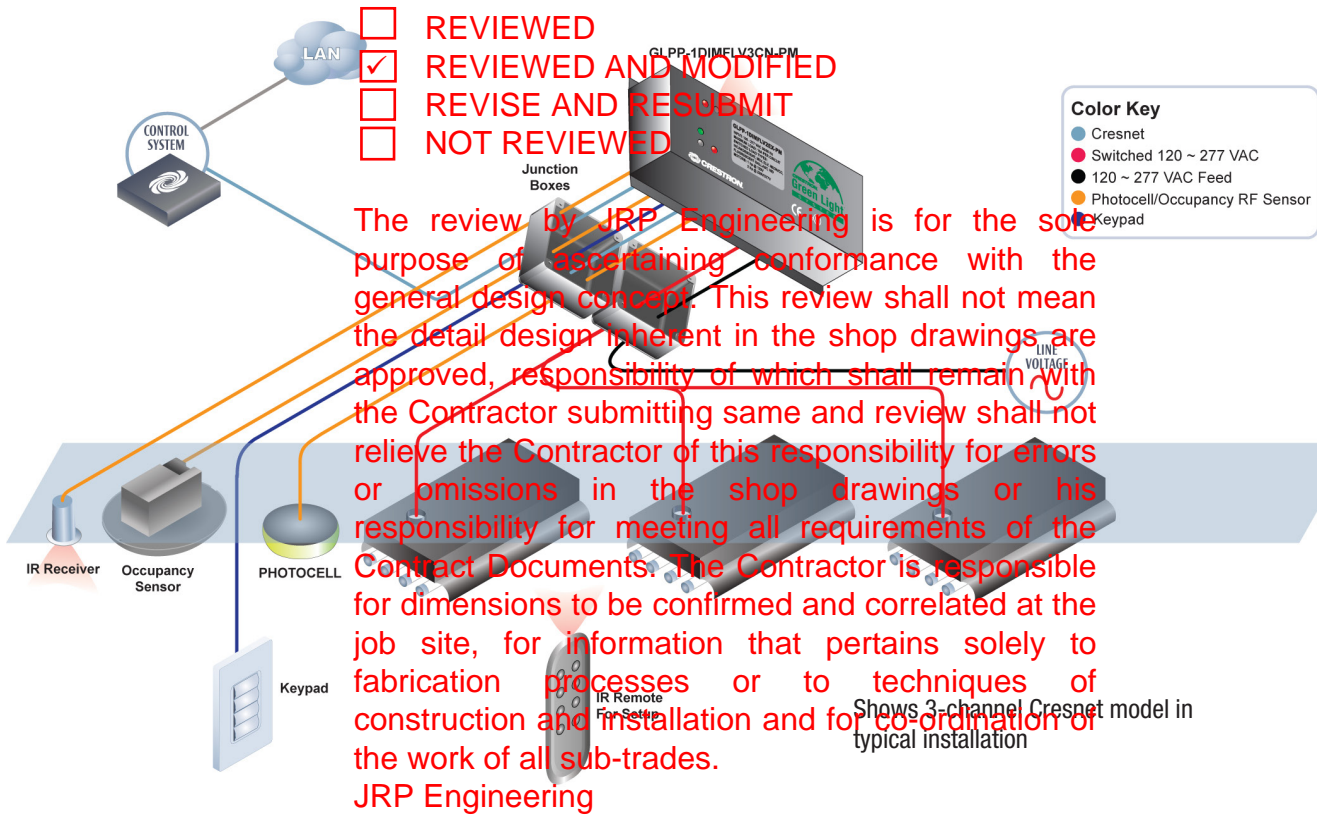 REVIEWED
REVIEWED AND MODIFIED
REVISE AND RESUBMIT
NOT REVIEWED
LAN
GLPP-1DIMFLV3CN-PM
CONTROL
SYSTEM
Junction
Boxes
GLPP-1DIMFLV2EX-PM
CRESTRON.
Green Light
Color Key
Cresnet
Switched 120 ~ 277 VAC
120 ~ 277 VAC Feed
Photocell/Occupancy RF Sensor
Keypad
The review by JRP Engineering is for the sole
purpose of ascertaining conformance with the
general design concept. This review shall not mean
the detail design inherent in the shop drawings are
approved, responsibility of which shall remain with
the Contractor submitting same and review shall not
relieve the Contractor of this responsibility for errors
or omissions in the shop drawings or his
responsibility for meeting all requirements of the
Contract Documents. The Contractor is responsible
for dimensions to be confirmed and correlated at the
job site, for information that pertains solely to
fabrication processes or to techniques of
construction and installation and for co-ordination of
the work of all sub-trades.
JRP Engineering
LINE
VOLTAGE
IR Receiver
Occupancy
Sensor
PHOTOCELL
Keypad
IR Remote
For Setup
Shows 3-channel Cresnet model in
typical installation